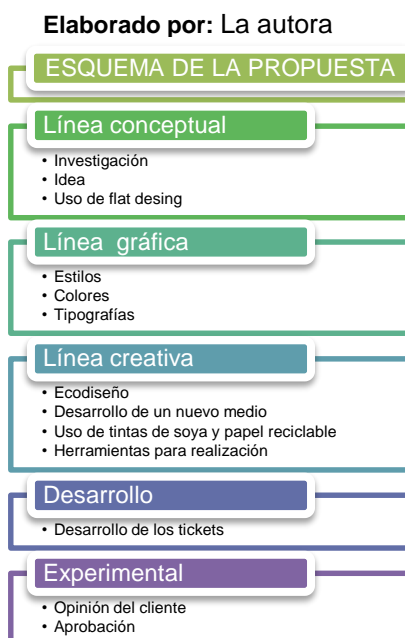 Elaborado por: La autora
ESQUEMA DE LA PROPUESTA
Línea conceptual
• Investigación
• Idea
• Uso de flat desing
Línea gráfica
• Estilos
• Colores
• Tipografías
Línea creativa
• Ecodiseño
• Desarrollo de un nuevo medio
• Uso de tintas de soya y papel reciclable
• Herramientas para realización
Desarrollo
• Desarrollo de los tickets
Experimental
• Opinión del cliente
• Aprobación